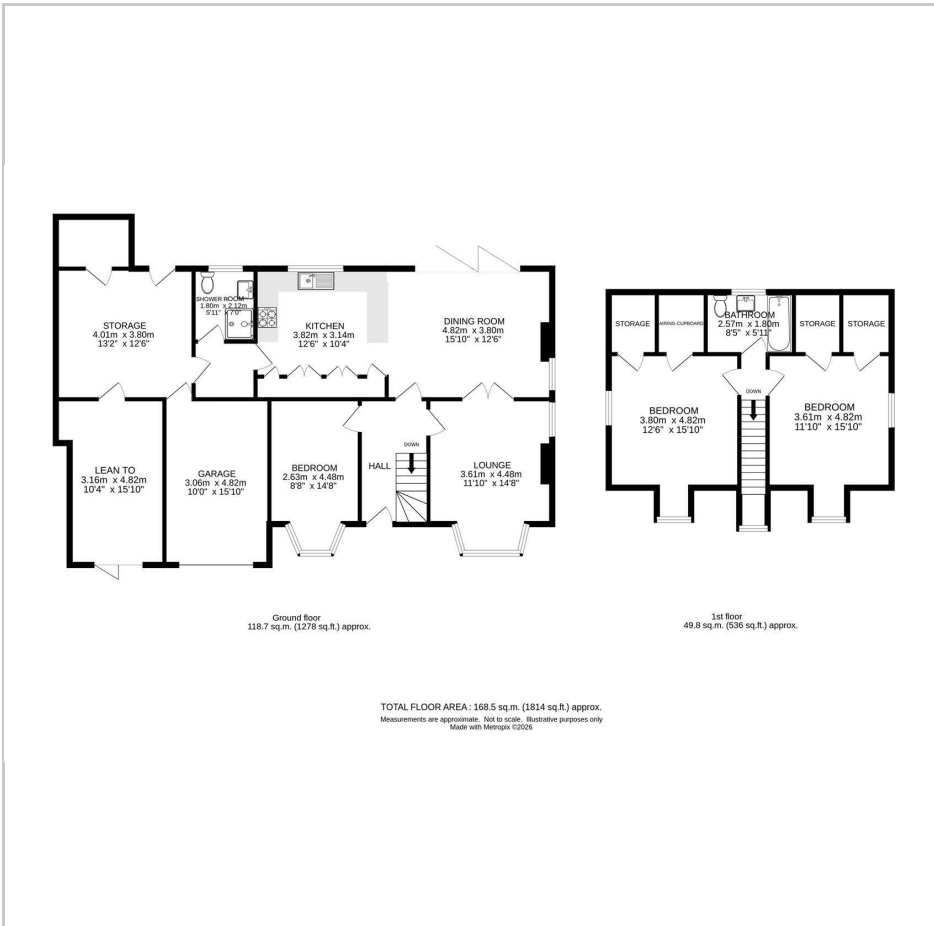 STORAGE
4.01m x 3.80m
13'2" x 12'6"
SHOWER ROOM
1.80m x 2.12m
5'11" x 7'0"
KITCHEN
3.82m x 3.14m
12'6" x 10'4"
DINING ROOM
4.82m x 3.80m
15'10" x 12'6"
LEAN TO
3.16m x 4.82m
10'4" x 15'10"
GARAGE
3.06m x 4.82m
10'0" x 15'10"
BEDROOM
2.63m x 4.48m
8'8" x 14'8"
HALL
DOWN
LOUNGE
3.61m x 4.48m
11'10" x 14'8"
Ground floor
118.7 sq.m. (1278 sq.ft.) approx.
STORAGE
AIRING CUPBOARD
BATHROOM
2.57m x 1.80m
8'5" x 5'11"
STORAGE
STORAGE
BEDROOM
3.80m x 4.82m
12'6" x 15'10"
DOWN
BEDROOM
3.61m x 4.82m
11'10" x 15'10"
1st floor
49.8 sq.m. (536 sq.ft.) approx.
TOTAL FLOOR AREA : 168.5 sq.m. (1814 sq.ft.) approx.
Measurements are approximate. Not to scale. Illustrative purposes only
Made with Metropix ©2026